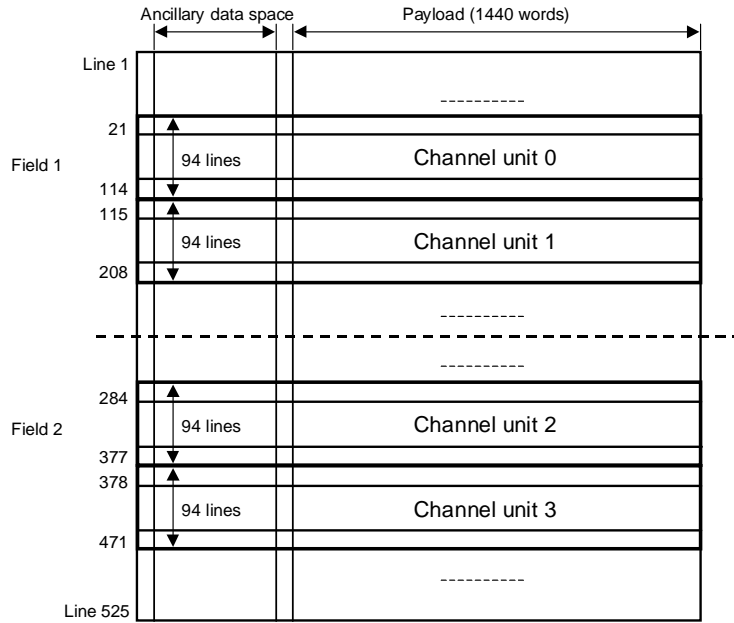 Ancillary data space Payload (1440 words)
Line 1
----------
21
94 lines Channel unit 0
Field 1
114
115
94 lines Channel unit 1
208
----------
----------
284
94 lines Channel unit 2
Field 2
377
378
94 lines Channel unit 3
471
----------
Line 525